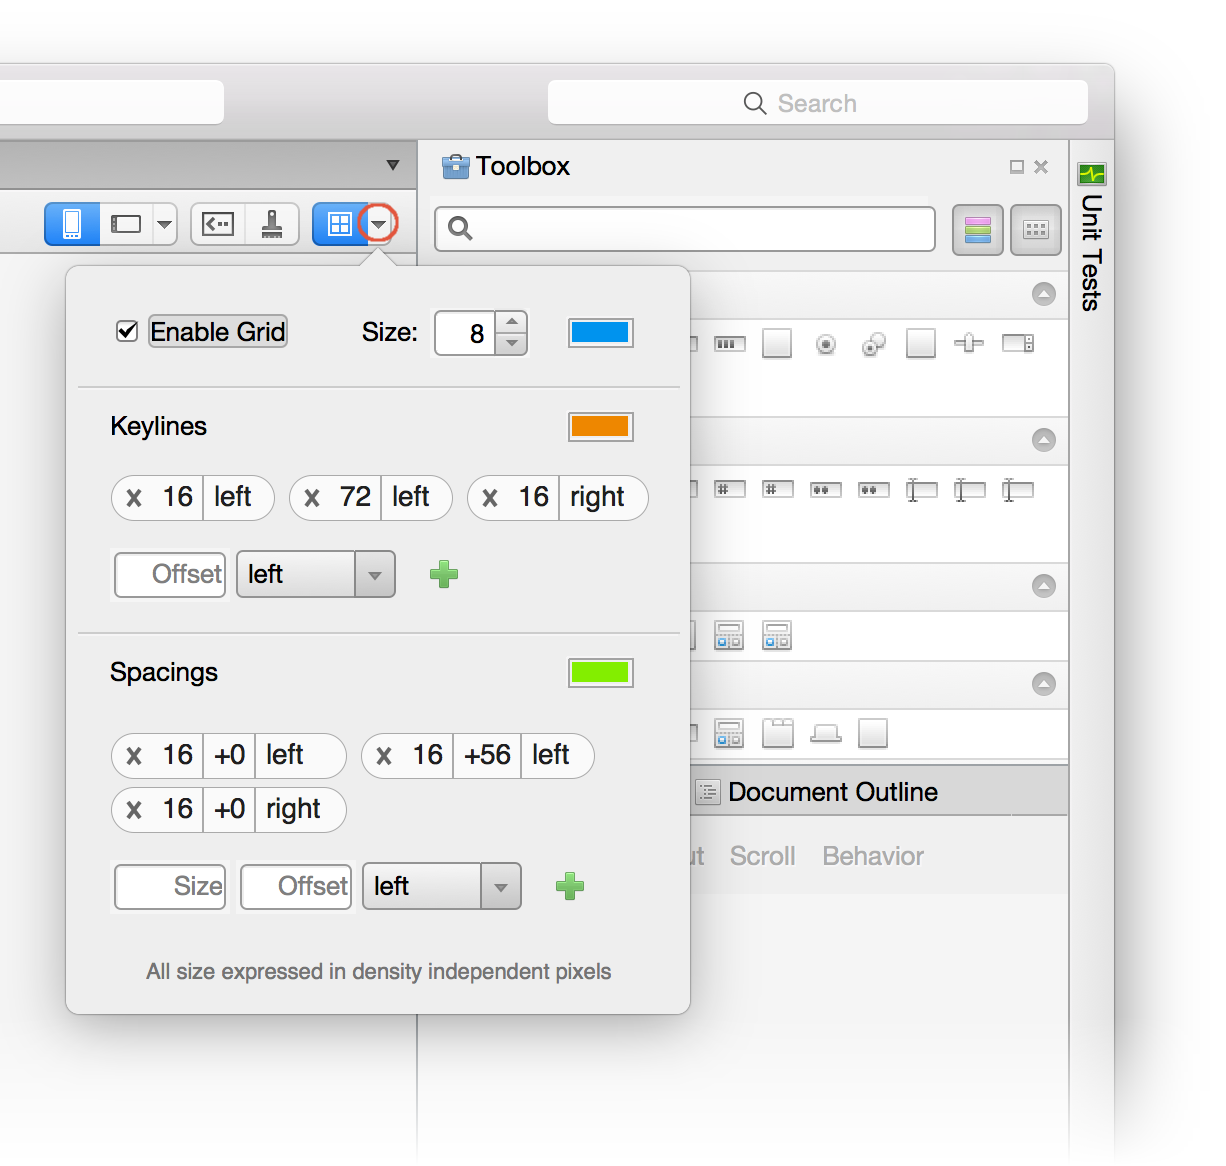 Search
Toolbox
Unit Tests
Enable Grid Size: 8
Keylines
x 16 left x 72 left x 16 right
Offset left
Spacings
x 16 +0 left x 16 +56 left
x 16 +0 right
Size Offset left
All size expressed in density independent pixels
Document Outline
Scroll Behavior